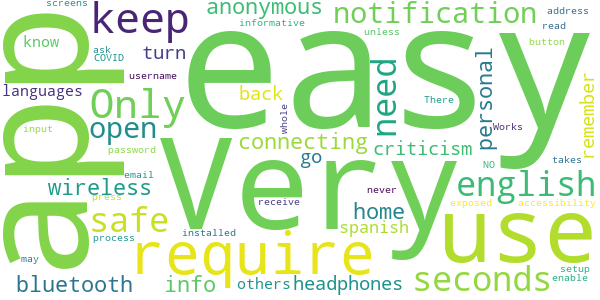 screens
keep
anonymous
informative
notification
address
read
button
know
app
easy
ask
COVID
turn
unless
languages
username
Only
back
need
personal
There
remember
input
open
whole
connecting
Works
password
Very
criticism
NO
takes
email
go
wireless
never
english
press
safe
receive
home
exposed
accessibility
use
process
installed
require
spanish
may
bluetooth
info
others
headphones
seconds
setup
enable